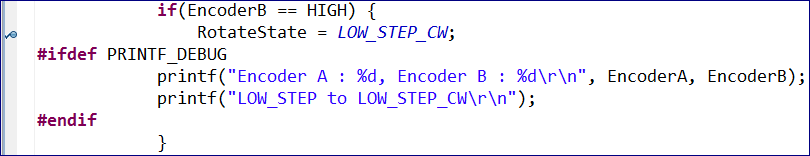 if(EncoderB == HIGH) {
RotateState = LOW_STEP_CW;
#ifdef PRINTF_DEBUG
printf("Encoder A : %d, Encoder B : %d\r\n", EncoderA, EncoderB);
printf("LOW_STEP to LOW_STEP_CW\r\n");
#endif
}